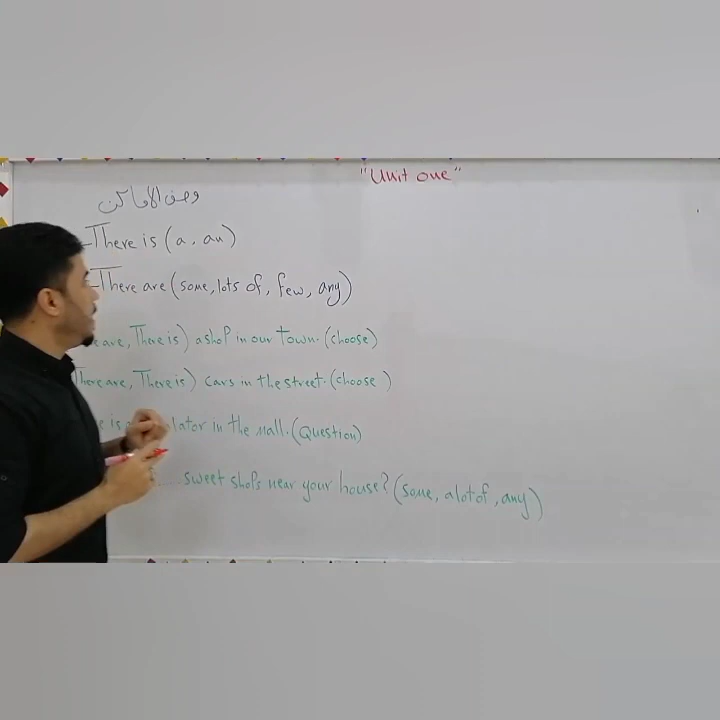 "Unit one"
وصف الأماكن
-There is (a, an)
-There are (some, lots of, few, any)
are, There is) a shop in our town. (choose)
There are, There is) cars in the street. (choose)
is lator in the mall. (Question)
..... sweet shops near your house? (some, a lot of, any)